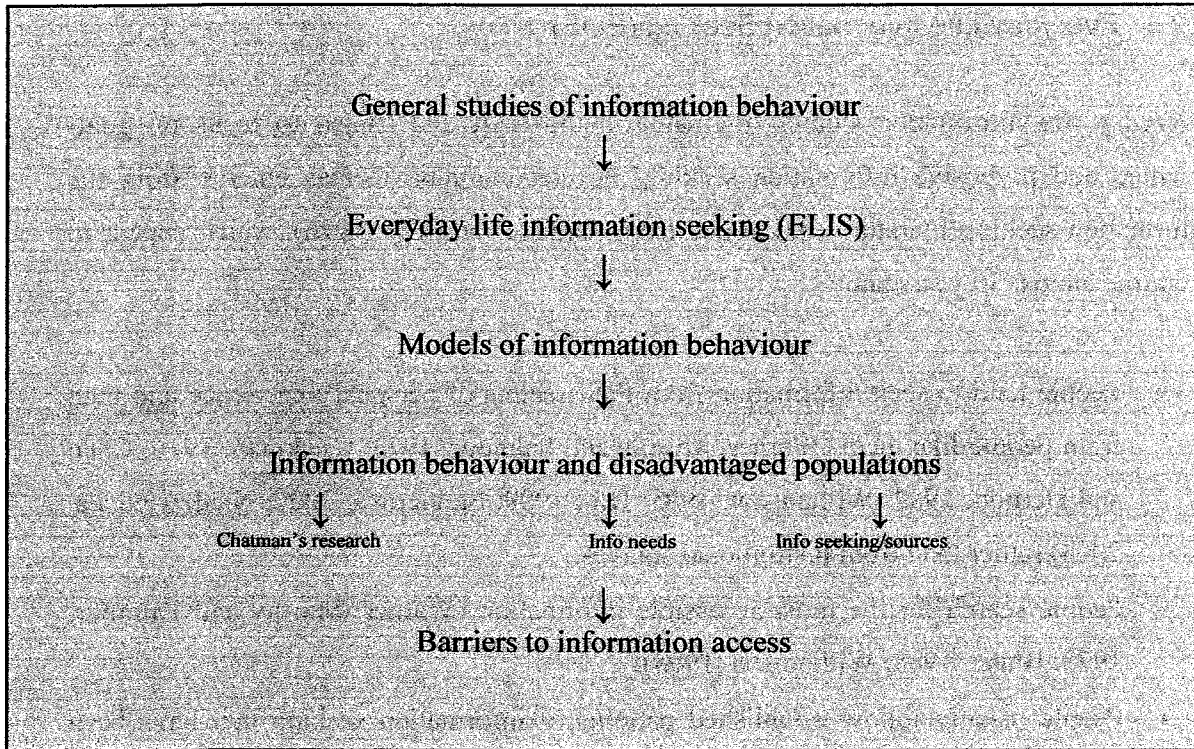 General studies of information behaviour
↓
Everyday life information seeking (ELIS)
↓
Models of information behaviour
↓
Information behaviour and disadvantaged populations
↓ ↓ ↓
Chatman's research Info needs Info seeking/sources
↓
Barriers to information access